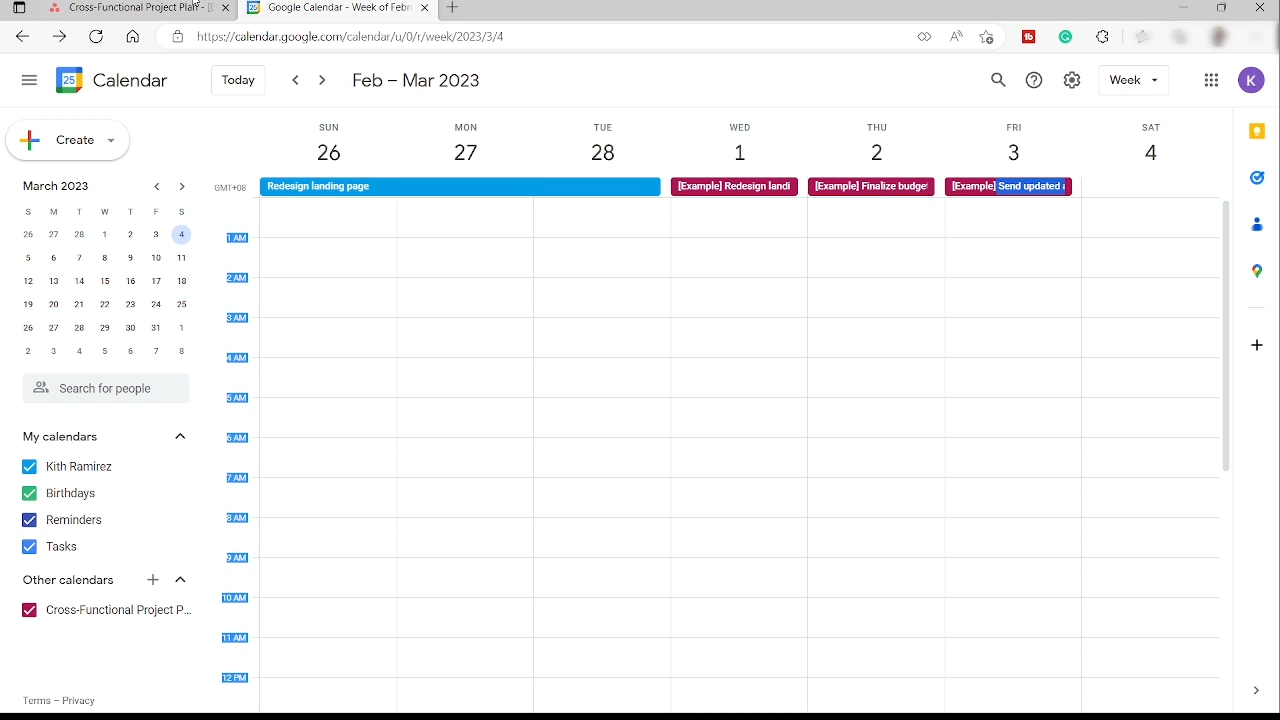 Cross-Functional Project Plan - [
Google Calendar - Week of Febru
https://calendar.google.com/calendar/u/0/r/week/2023/3/4
25
Calendar
Today
Feb – Mar 2023
Week
K
Create
SUN
MON
TUE
WED
THU
FRI
SAT
26
27
28
1
2
3
4
GMT+08
Redesign landing page
[Example] Redesign landi
[Example] Finalize budget
[Example] Send updated a
March 2023
S M T W T F S
26 27 28 1 2 3 4
5 6 7 8 9 10 11
12 13 14 15 16 17 18
19 20 21 22 23 24 25
26 27 28 29 30 31 1
2 3 4 5 6 7 8
Search for people
My calendars
Kith Ramirez
Birthdays
Reminders
Tasks
Other calendars
Cross-Functional Project P...
Terms – Privacy
1 AM
2 AM
3 AM
4 AM
5 AM
6 AM
7 AM
8 AM
9 AM
10 AM
11 AM
12 PM